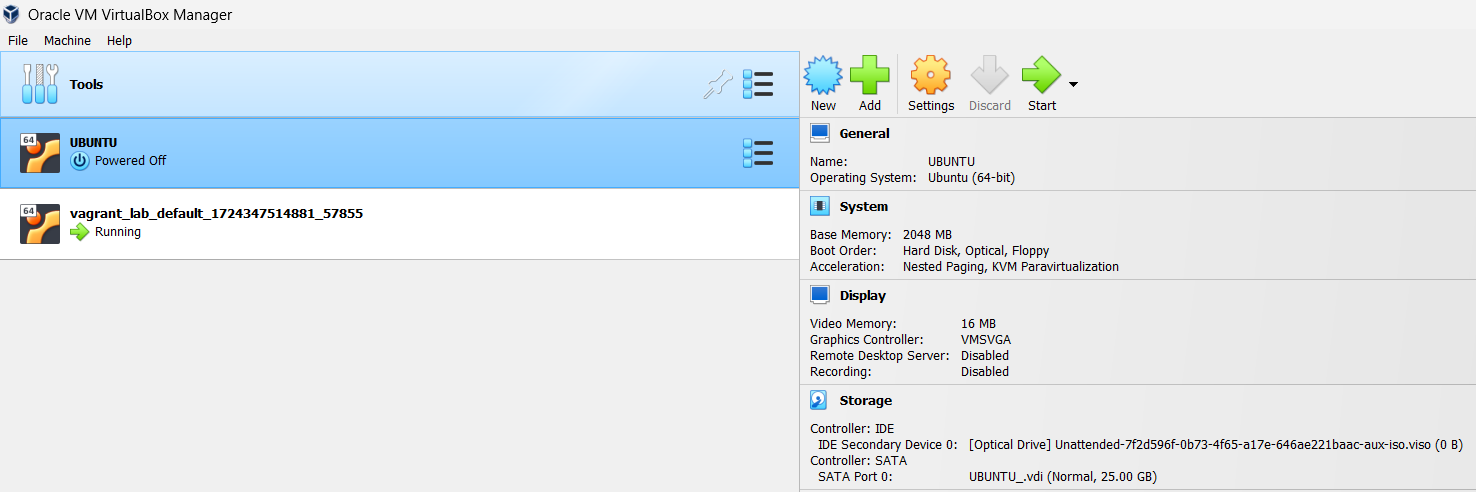 Oracle VM VirtualBox Manager
File Machine Help
Tools
New Add Settings Discard Start
64
UBUNTU
Powered Off
64
vagrant_lab_default_1724347514881_57855
Running
General
Name: UBUNTU
Operating System: Ubuntu (64-bit)
System
Base Memory: 2048 MB
Boot Order: Hard Disk, Optical, Floppy
Acceleration: Nested Paging, KVM Paravirtualization
Display
Video Memory: 16 MB
Graphics Controller: VMSVGA
Remote Desktop Server: Disabled
Recording: Disabled
Storage
Controller: IDE
IDE Secondary Device 0: [Optical Drive] Unattended-7f2d596f-0b73-4f65-a17e-646ae221baac-aux-iso.viso (0 B)
Controller: SATA
SATA Port 0: UBUNTU_.vdi (Normal, 25.00 GB)